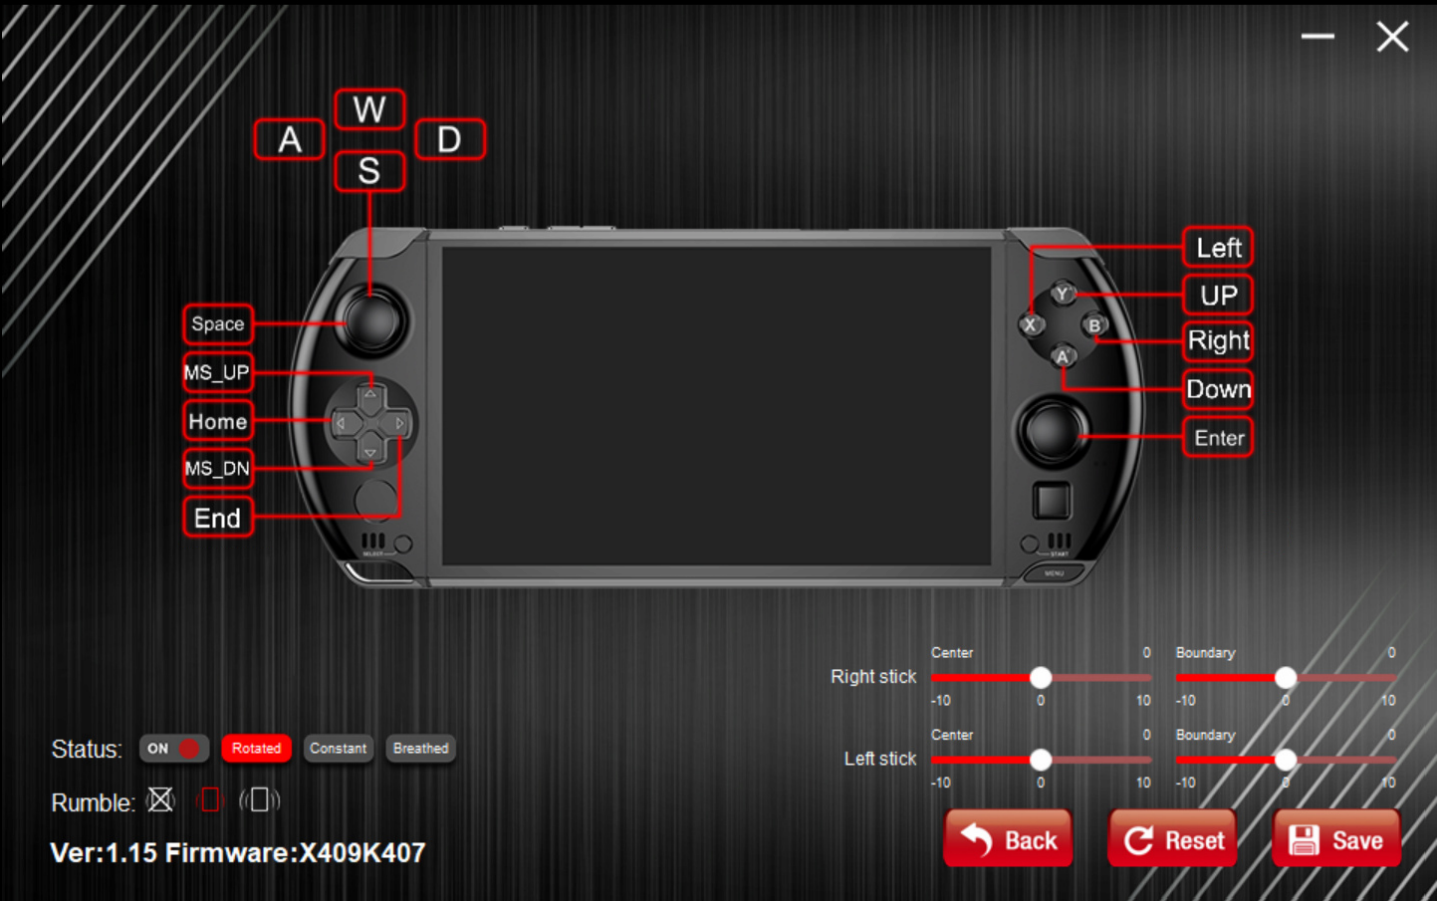 W
A
D
S
Left
Space
Y
UP
X
B
Right
MS_UP
A
Down
Home
Enter
MS_DN
End
SELECT
START
MENU
Center 0 Boundary 0
Right stick
-10 0 10 -10 0 10
Center 0 Boundary 0
Left stick
-10 0 10 -10 0 10
Status: ON Rotated Constant Breathed
Rumble:
Back Reset Save
Ver:1.15 Firmware:X409K407